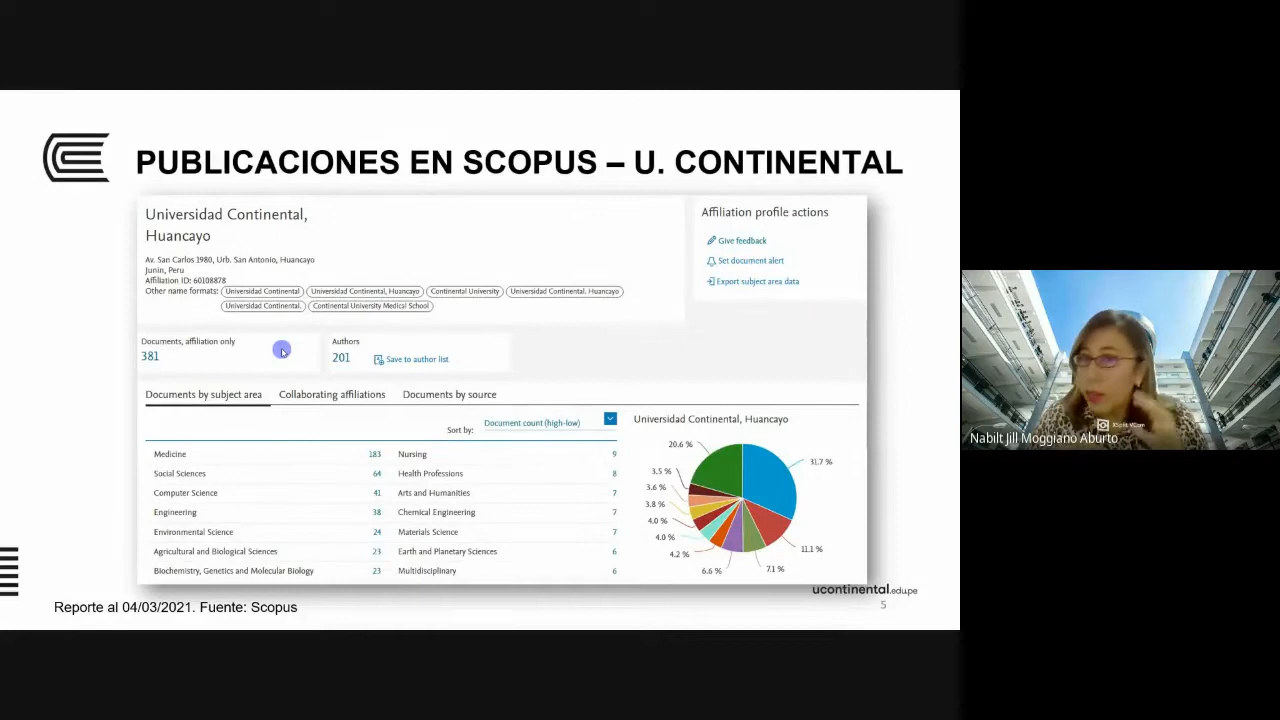 PUBLICACIONES EN SCOPUS – U. CONTINENTAL
Universidad Continental,
Huancayo
Av. San Carlos 1980, Urb. San Antonio, Huancayo
Junin, Peru
Affiliation ID: 60108878
Other name formats: Universidad Continental Universidad Continental, Huancayo Continental University Universidad Continental. Huancayo
Universidad Continental. Continental University Medical School
Affiliation profile actions
Give feedback
Set document alert
Export subject area data
Documents, affiliation only
381
Authors
201 Save to author list
Documents by subject area Collaborating affiliations Documents by source
Sort by: Document count (high-low)
Medicine 183 Nursing 9
Social Sciences 64 Health Professions 8
Computer Science 41 Arts and Humanities 7
Engineering 38 Chemical Engineering 7
Environmental Science 24 Materials Science 7
Agricultural and Biological Sciences 23 Earth and Planetary Sciences 6
Biochemistry, Genetics and Molecular Biology 23 Multidisciplinary 6
Universidad Continental, Huancayo
20.6 %
31.7 %
3.5 %
3.6 %
3.8 %
4.0 %
4.0 %
4.2 %
6.6 %
7.1 %
11.1 %
ucontinental.edu.pe
Reporte al 04/03/2021. Fuente: Scopus
5
XSplit VCam
Nabilt Jill Moggiano Aburto